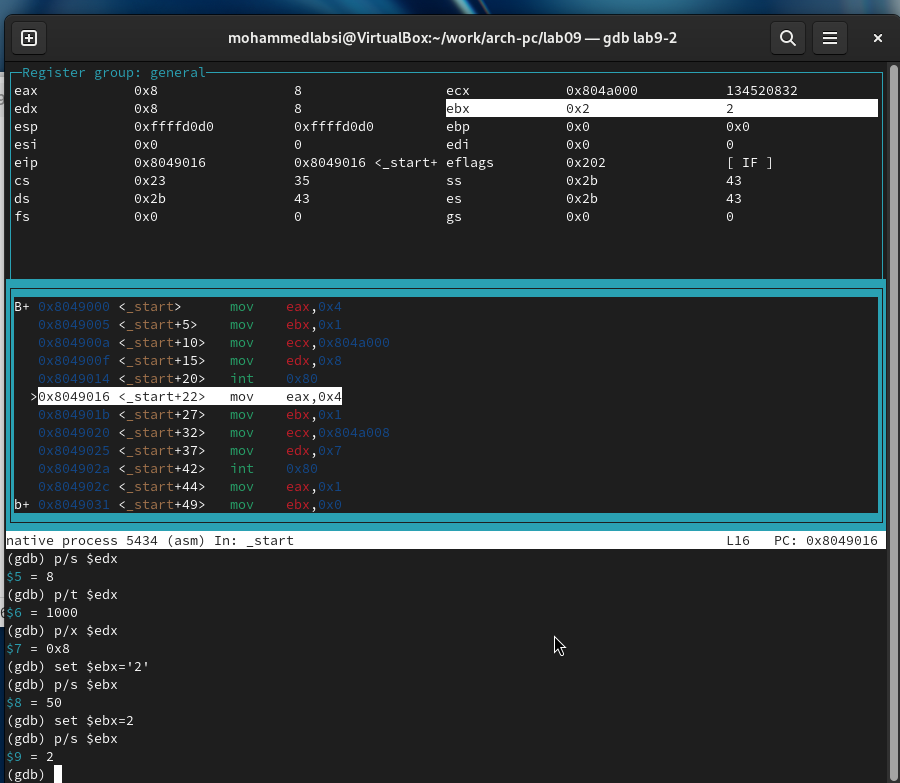 mohammedlabsi@VirtualBox:~/work/arch-pc/lab09 — gdb lab9-2
Register group: general
eax 0x8 8 ecx 0x804a000 134520832
edx 0x8 8 ebx 0x2 2
esp 0xffffd0d0 0xffffd0d0 ebp 0x0 0x0
esi 0x0 0 edi 0x0 0
eip 0x8049016 0x8049016 <_start+ eflags 0x202 [ IF ]
cs 0x23 35 ss 0x2b 43
ds 0x2b 43 es 0x2b 43
fs 0x0 0 gs 0x0 0
B+ 0x8049000 <_start> mov eax,0x4
0x8049005 <_start+5> mov ebx,0x1
0x804900a <_start+10> mov ecx,0x804a000
0x804900f <_start+15> mov edx,0x8
0x8049014 <_start+20> int 0x80
>0x8049016 <_start+22> mov eax,0x4
0x804901b <_start+27> mov ebx,0x1
0x8049020 <_start+32> mov ecx,0x804a008
0x8049025 <_start+37> mov edx,0x7
0x804902a <_start+42> int 0x80
0x804902c <_start+44> mov eax,0x1
b+ 0x8049031 <_start+49> mov ebx,0x0
native process 5434 (asm) In: _start L16 PC: 0x8049016
(gdb) p/s $edx
$5 = 8
(gdb) p/t $edx
$6 = 1000
(gdb) p/x $edx
$7 = 0x8
(gdb) set $ebx='2'
(gdb) p/s $ebx
$8 = 50
(gdb) set $ebx=2
(gdb) p/s $ebx
$9 = 2
(gdb)